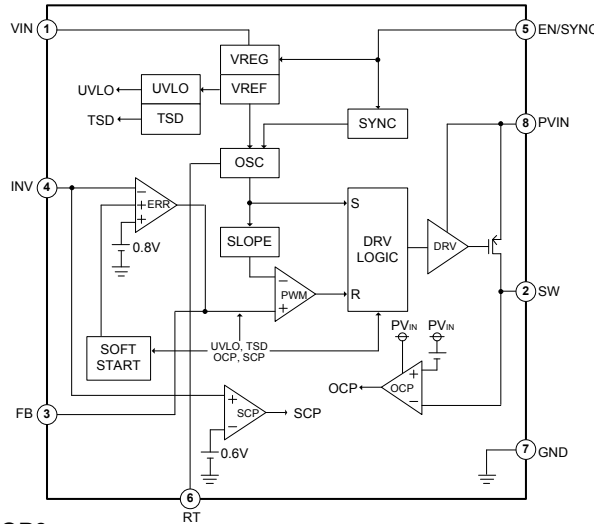 VIN 1
5 EN/SYNC
VREG
UVLO
UVLO
VREF
TSD
TSD
SYNC
8 PVIN
OSC
INV 4
−
+
+
ERR
S
DRV
LOGIC
DRV
0.8V
SLOPE
−
+
PWM
R
2 SW
SOFT
START
UVLO, TSD
OCP, SCP
PVIN
PVIN
OCP
OCP
+
−
FB 3
+
−
SCP
SCP
0.6V
7 GND
6
RT